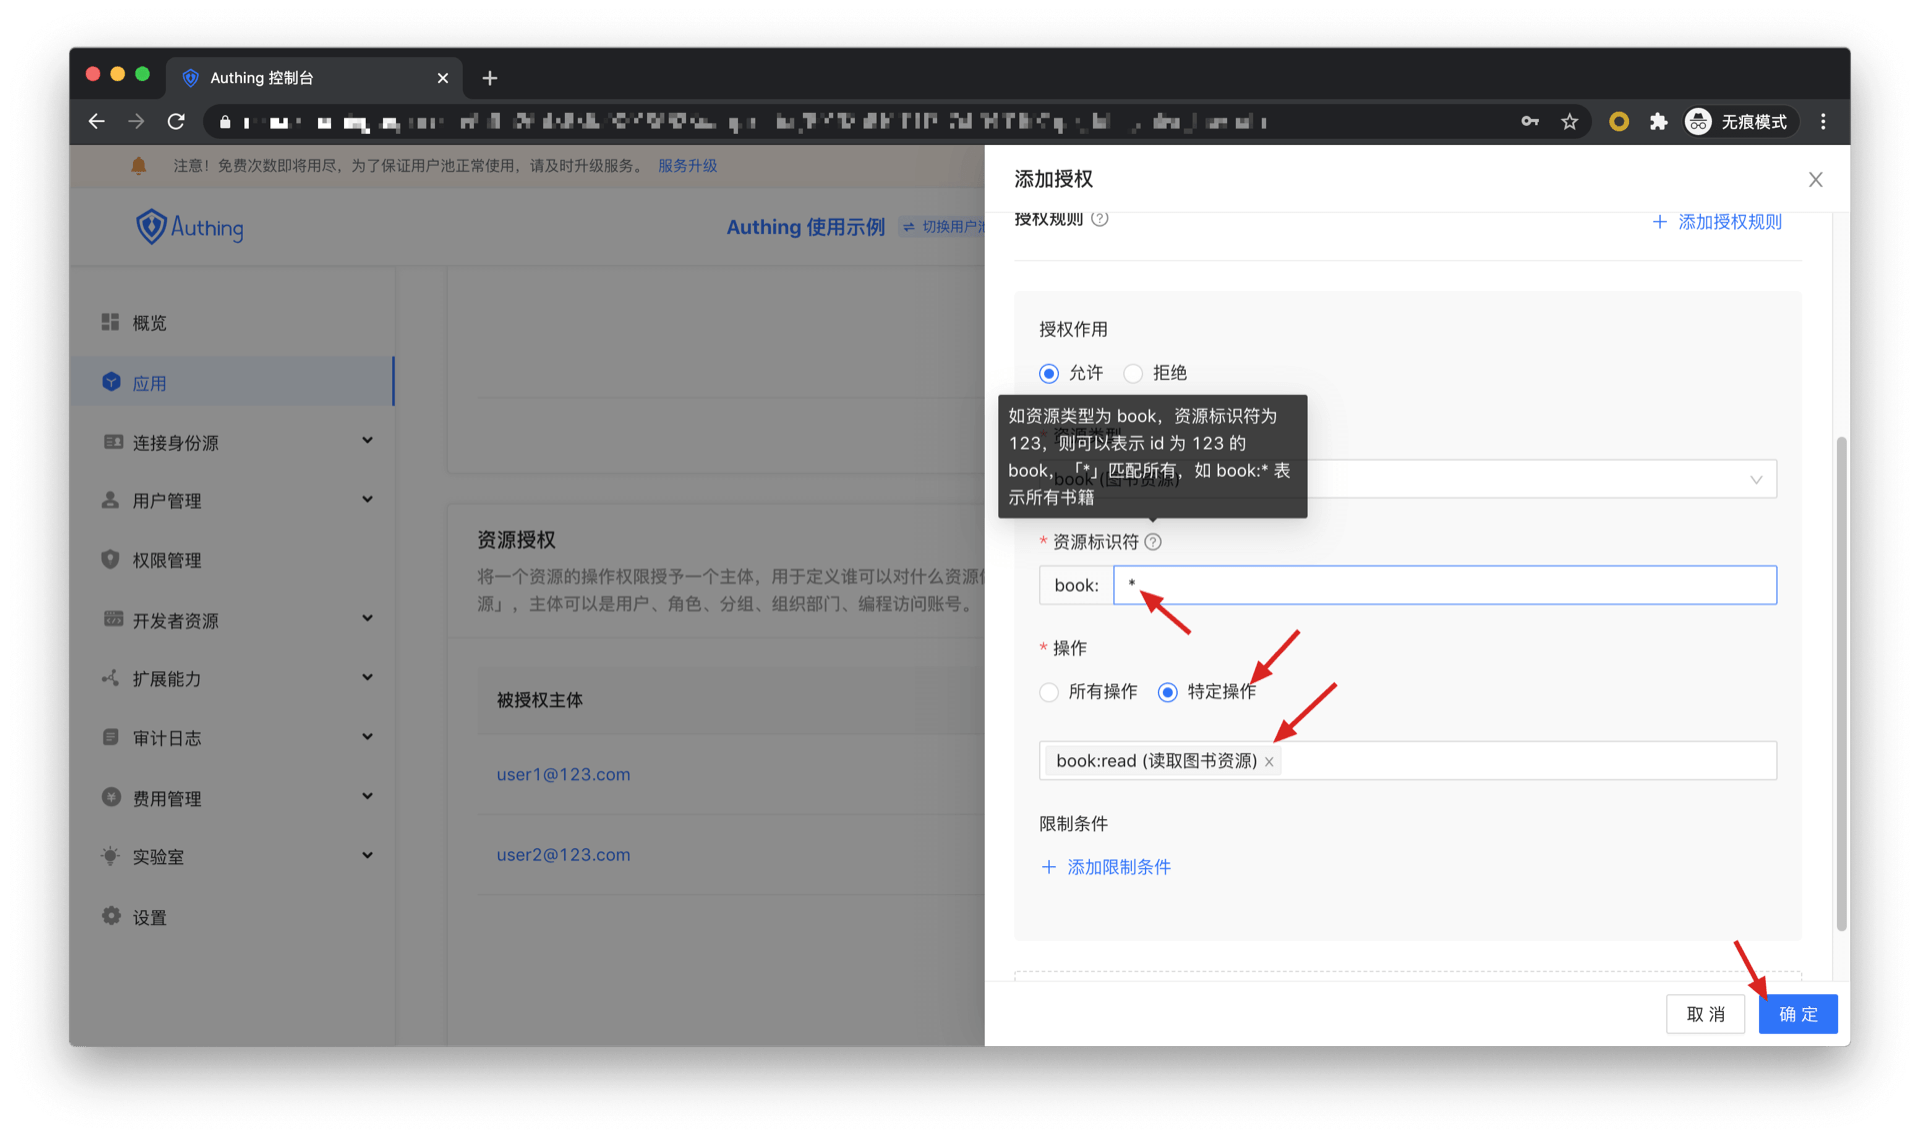 Authing 控制台
无痕模式
注意！免费次数即将用尽，为了保证用户池正常使用，请及时升级服务。 服务升级
Authing
Authing 使用示例
切换用户池
概览
应用
连接身份源
用户管理
权限管理
开发者资源
扩展能力
审计日志
费用管理
实验室
设置
资源授权
将一个资源的操作权限授予一个主体，用于定义谁可以对什么资源
源」，主体可以是用户、角色、分组、组织部门、编程访问账号。
被授权主体
user1@123.com
user2@123.com
添加授权
授权规则
+ 添加授权规则
授权作用
允许 拒绝
如资源类型为 book，资源标识符为
123，则可以表示 id 为 123 的
book，「*」匹配所有，如 book:* 表
示所有书籍
* 资源类型
book (图书资源)
* 资源标识符 ?
book: *
* 操作
所有操作 特定操作
book:read (读取图书资源) ×
限制条件
+ 添加限制条件
取 消
确 定